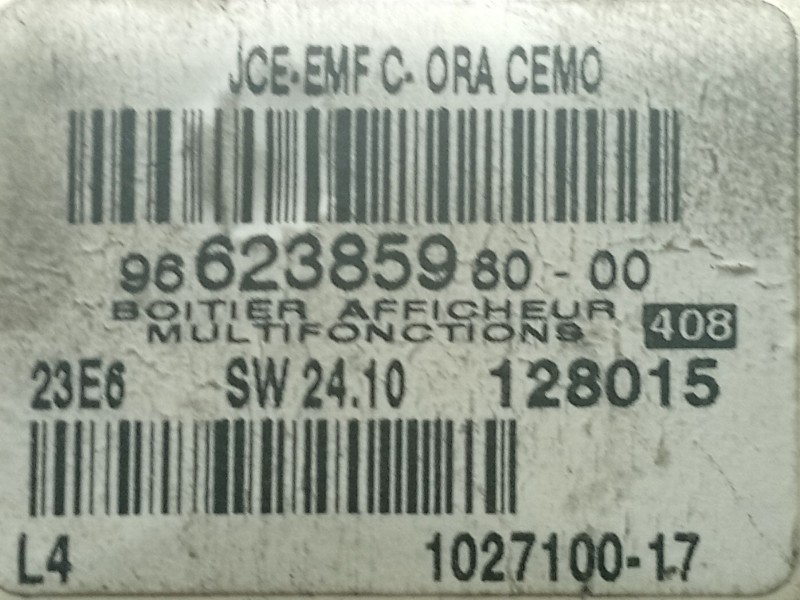 JCE-EMF C- ORA CEMO
96 623859 80 - 00
BOITIER AFFICHEUR
MULTIFONCTIONS 408
23E6 SW 24.10 128015
L4 1027100-17